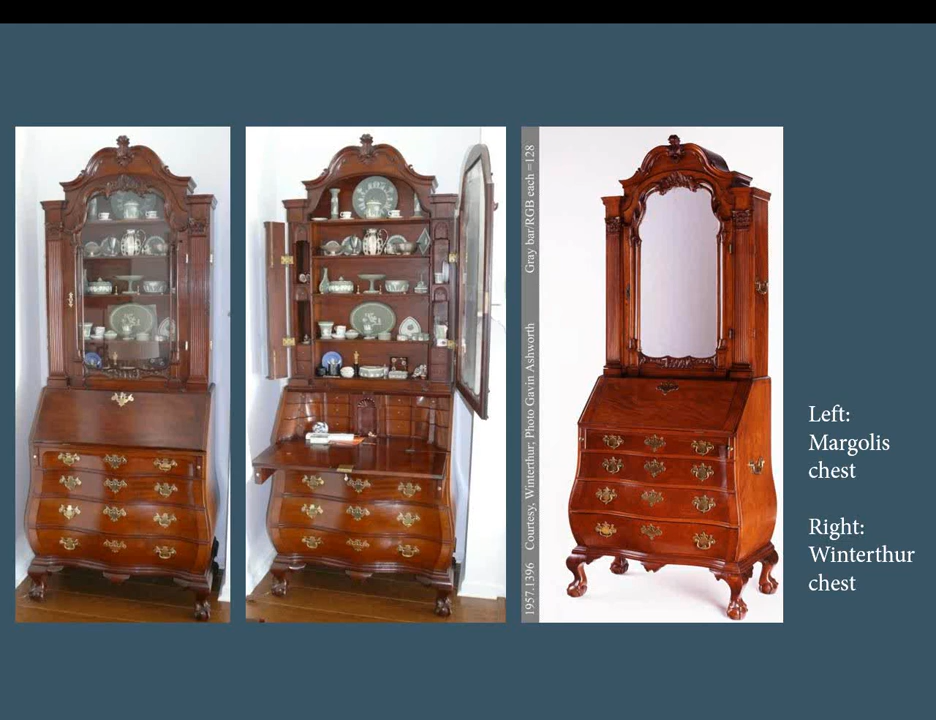 1957.1396 Courtesy, Winterthur; Photo Gavin Ashworth Gray bar/RGB each =128
Left:
Margolis
chest
Right:
Winterthur
chest